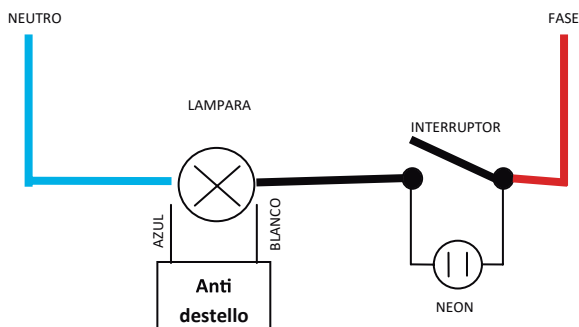 NEUTRO
FASE
LAMPARA
INTERRUPTOR
AZUL
BLANCO
Anti
destello
NEON